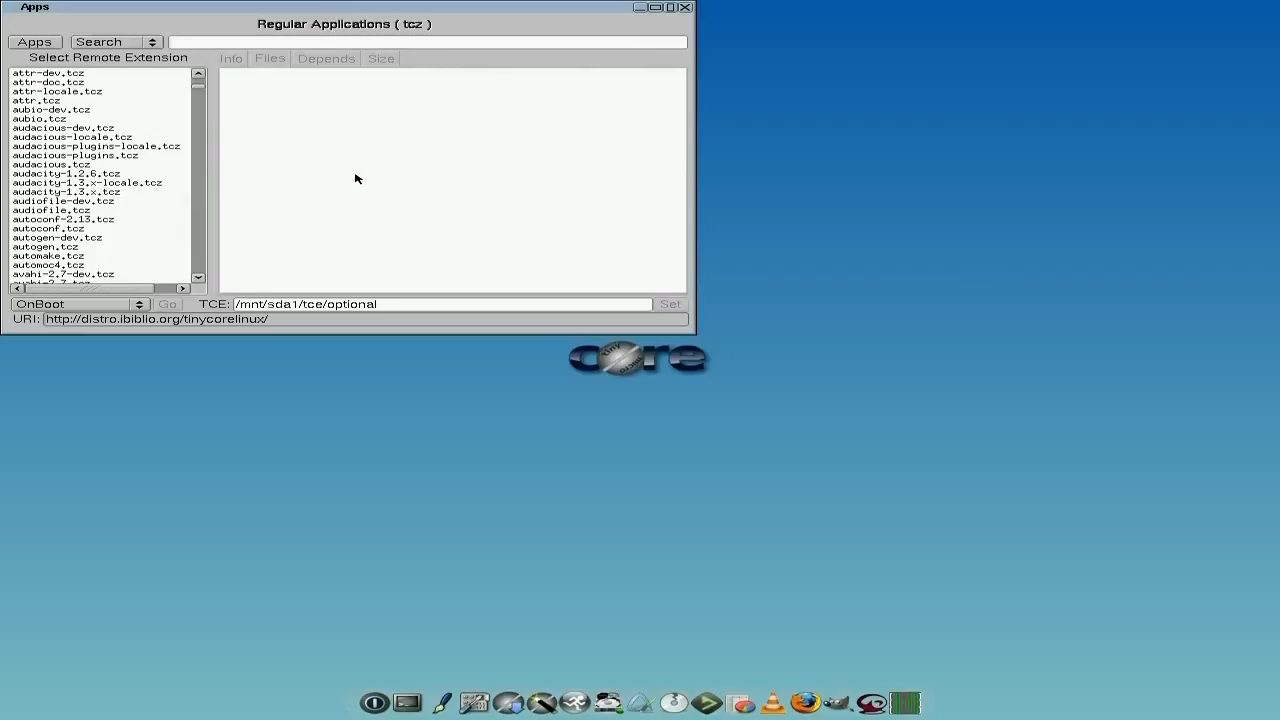 Apps
Regular Applications ( tcz )
Apps
Search
Select Remote Extension
Info
Files
Depends
Size
attr-dev.tcz
attr-doc.tcz
attr-locale.tcz
attr.tcz
aubio-dev.tcz
aubio.tcz
audacious-dev.tcz
audacious-locale.tcz
audacious-plugins-locale.tcz
audacious-plugins.tcz
audacious.tcz
audacity-1.2.6.tcz
audacity-1.3.x-locale.tcz
audacity-1.3.x.tcz
audiofile-dev.tcz
audiofile.tcz
autoconf-2.13.tcz
autoconf.tcz
autogen-dev.tcz
autogen.tcz
automake.tcz
automoc4.tcz
avahi-2.7-dev.tcz
OnBoot
Go
TCE: /mnt/sda1/tce/optional
Set
URI: http://distro.ibiblio.org/tinycorelinux/
core
tiny